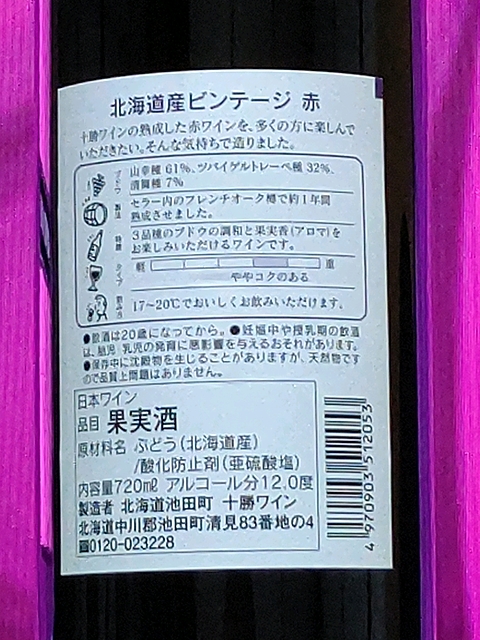 北海道産ビンテージ 赤
十勝ワインの熟成した赤ワインを、多くの方に楽しんで
いただきたい。そんな気持ちで造りました。
ブドウ
山幸種 61%、ツバイゲルトレーベ種 32%、
清舞種 7%
製法
セラー内のフレンチオーク樽で約1年間
熟成させました。
特徴
3品種のブドウの調和と果実香(アロマ)を
お楽しみいただけるワインです。
タイプ
軽 重
ややコクのある
飲み方
17~20℃でおいしくお飲みいただけます。
●飲酒は20歳になってから。●妊娠中や授乳期の飲酒
は、胎児・乳児の発育に悪影響を与えるおそれがあります。
●保存中に沈殿物を生じることがありますが、天然物です
ので品質上問題はありません。
日本ワイン
品目 果実酒
原材料名 ぶどう(北海道産)
/酸化防止剤(亜硫酸塩)
内容量720㎖ アルコール分12.0度
製造者 北海道池田町 十勝ワイン
北海道中川郡池田町清見83番地の4
☎0120-023228
4 970903 512053